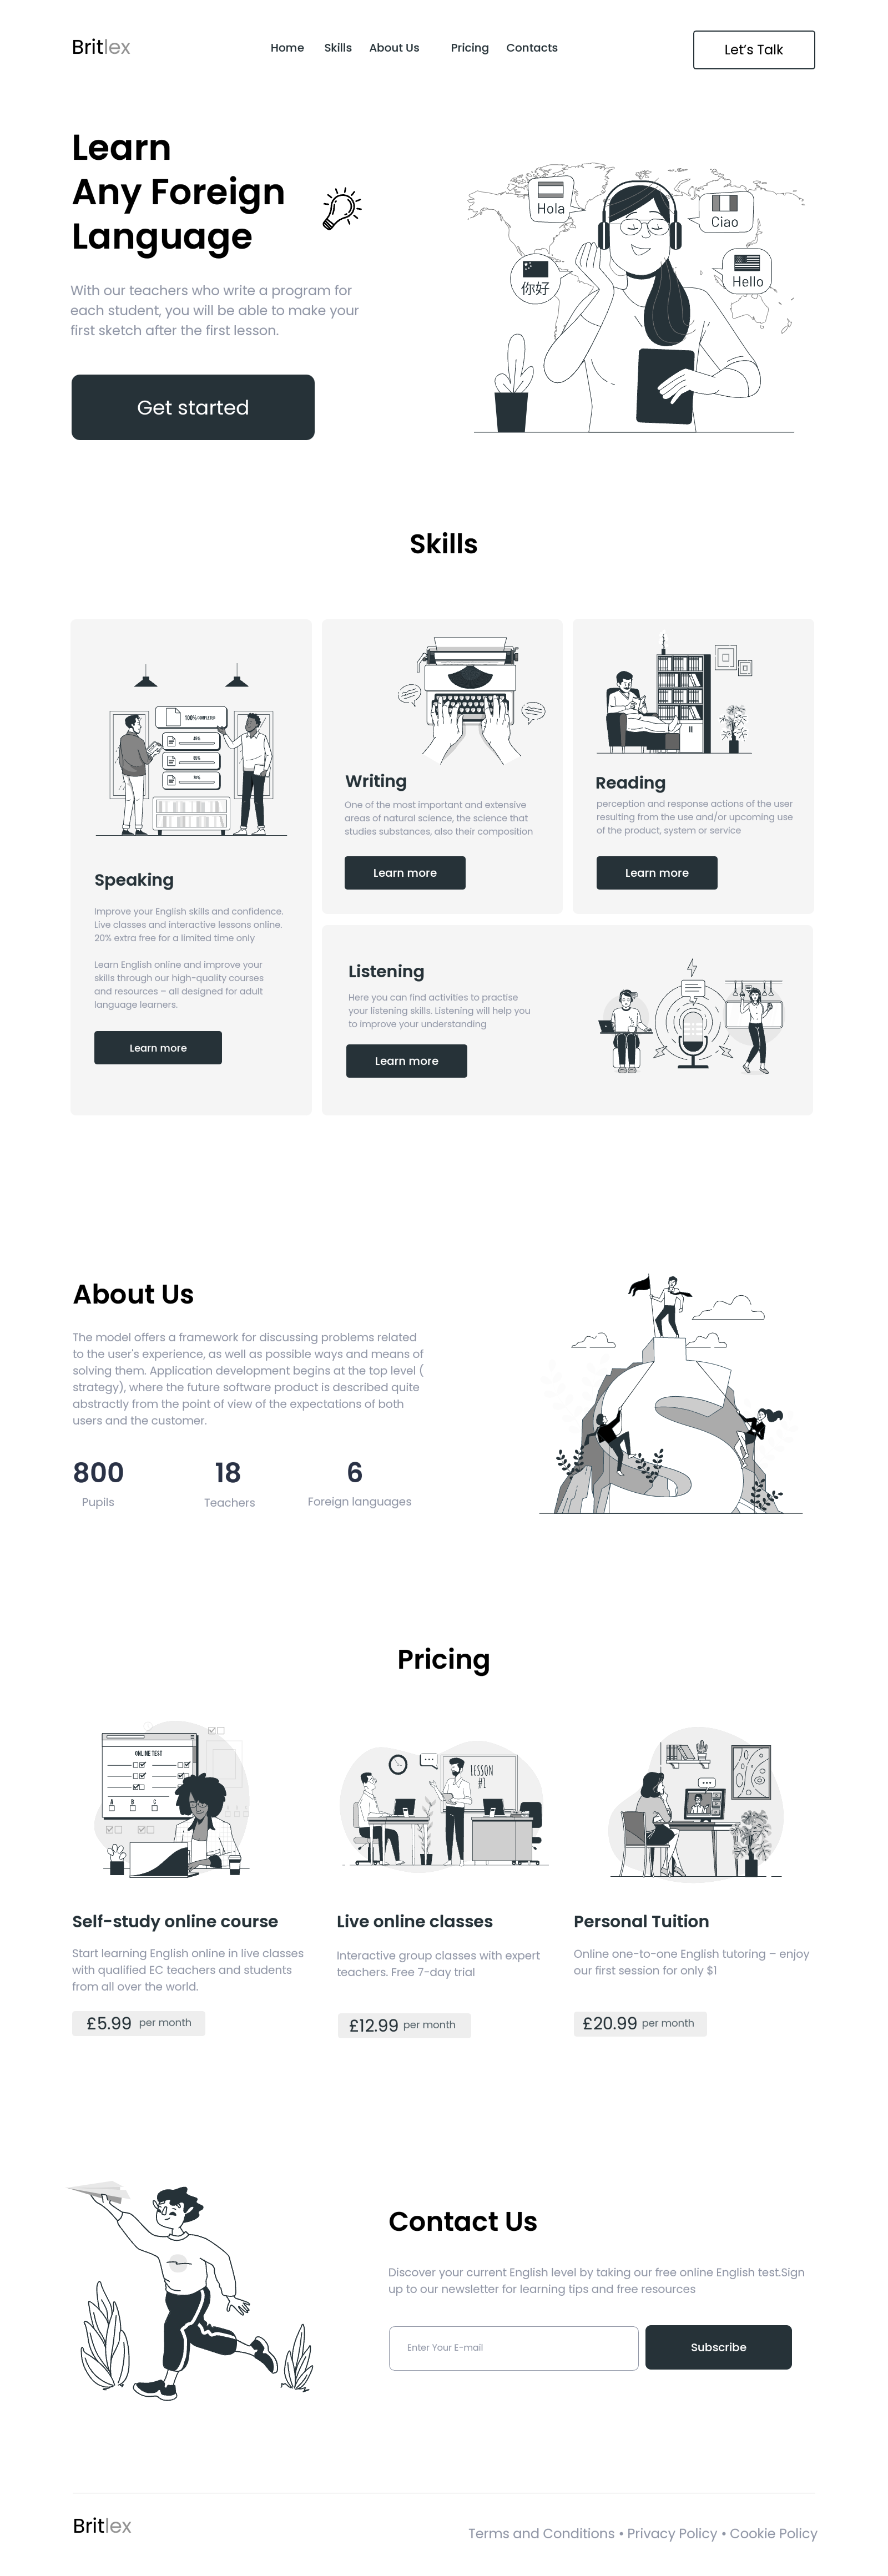 Britlex
Home Skills About Us Pricing Contacts
Let’s Talk
Learn
Any Foreign
Language
With our teachers who write a program for
each student, you will be able to make your
first sketch after the first lesson.
Get started
Hola
Ciao
你好
Hello
Skills
100% COMPLETED
Speaking
Improve your English skills and confidence.
Live classes and interactive lessons online.
20% extra free for a limited time only
Learn English online and improve your
skills through our high-quality courses
and resources – all designed for adult
language learners.
Learn more
Writing
One of the most important and extensive
areas of natural science, the science that
studies substances, also their composition
Learn more
Reading
perception and response actions of the user
resulting from the use and/or upcoming use
of the product, system or service
Learn more
Listening
Here you can find activities to practise
your listening skills. Listening will help you
to improve your understanding
Learn more
About Us
The model offers a framework for discussing problems related
to the user's experience, as well as possible ways and means of
solving them. Application development begins at the top level (
strategy), where the future software product is described quite
abstractly from the point of view of the expectations of both
users and the customer.
800
Pupils
18
Teachers
6
Foreign languages
Pricing
ONLINE TEST
A B C
Self-study online course
Start learning English online in live classes
with qualified EC teachers and students
from all over the world.
£5.99 per month
LESSON
#1
Live online classes
Interactive group classes with expert
teachers. Free 7-day trial
£12.99 per month
Personal Tuition
Online one-to-one English tutoring – enjoy
our first session for only $1
£20.99 per month
Contact Us
Discover your current English level by taking our free online English test.Sign
up to our newsletter for learning tips and free resources
Enter Your E-mail
Subscribe
Britlex
Terms and Conditions • Privacy Policy • Cookie Policy